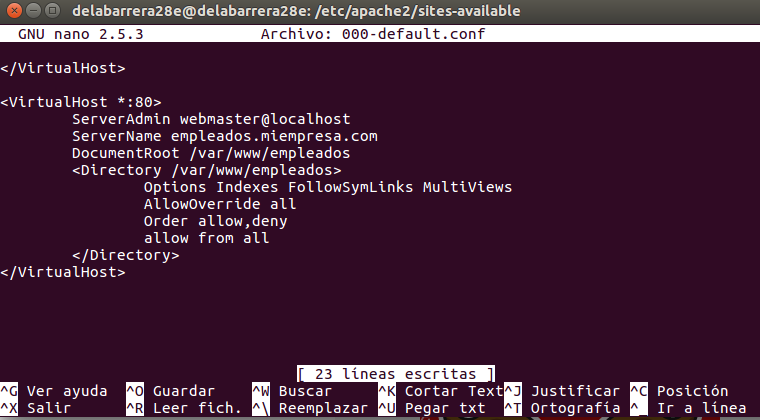 delabarrera28e@delabarrera28e: /etc/apache2/sites-available
GNU nano 2.5.3 Archivo: 000-default.conf
</VirtualHost>
<VirtualHost *:80>
ServerAdmin webmaster@localhost
ServerName empleados.miempresa.com
DocumentRoot /var/www/empleados
<Directory /var/www/empleados>
Options Indexes FollowSymLinks MultiViews
AllowOverride all
Order allow,deny
allow from all
</Directory>
</VirtualHost>
[ 23 líneas escritas ]
^G Ver ayuda ^O Guardar ^W Buscar ^K Cortar Text ^J Justificar ^C Posición
^X Salir ^R Leer fich. ^\ Reemplazar ^U Pegar txt ^T Ortografía ^_ Ir a línea